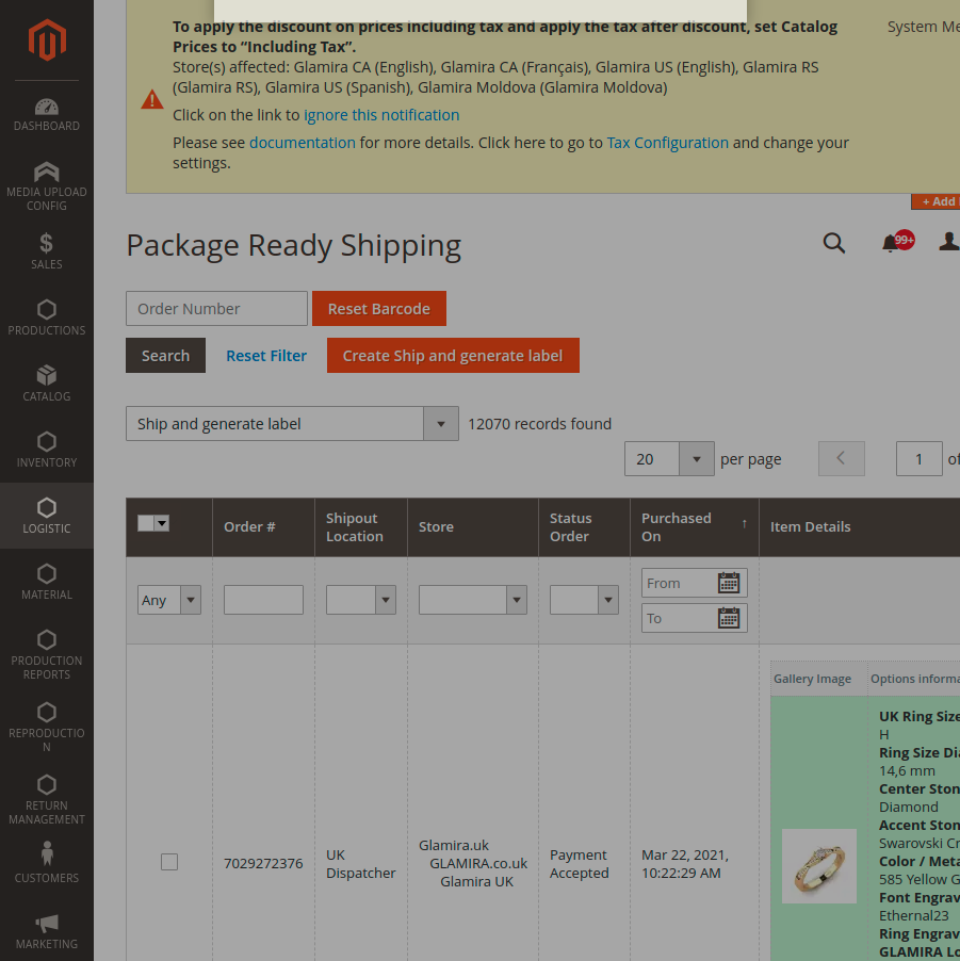 To apply the discount on prices including tax and apply the tax after discount, set Catalog
Prices to “Including Tax”.
Store(s) affected: Glamira CA (English), Glamira CA (Français), Glamira US (English), Glamira RS
(Glamira RS), Glamira US (Spanish), Glamira Moldova (Glamira Moldova)
Click on the link to ignore this notification
Please see documentation for more details. Click here to go to Tax Configuration and change your
settings.
System Me
+ Add
DASHBOARD
MEDIA UPLOAD
CONFIG
SALES
PRODUCTIONS
CATALOG
INVENTORY
LOGISTIC
MATERIAL
PRODUCTION
REPORTS
REPRODUCTIO
N
RETURN
MANAGEMENT
CUSTOMERS
MARKETING
Package Ready Shipping
99+
Order Number
Reset Barcode
Search
Reset Filter
Create Ship and generate label
Ship and generate label
12070 records found
20
per page
1
of
Order #
Shipout
Location
Store
Status
Order
Purchased
On
↑
Item Details
Any
From
To
Gallery Image
Options informa
7029272376
UK
Dispatcher
Glamira.uk
GLAMIRA.co.uk
Glamira UK
Payment
Accepted
Mar 22, 2021,
10:22:29 AM
UK Ring Size
H
Ring Size Di
14,6 mm
Center Ston
Diamond
Accent Ston
Swarovski Cr
Color / Meta
585 Yellow G
Font Engrav
Ethernal23
Ring Engrav
GLAMIRA Lo